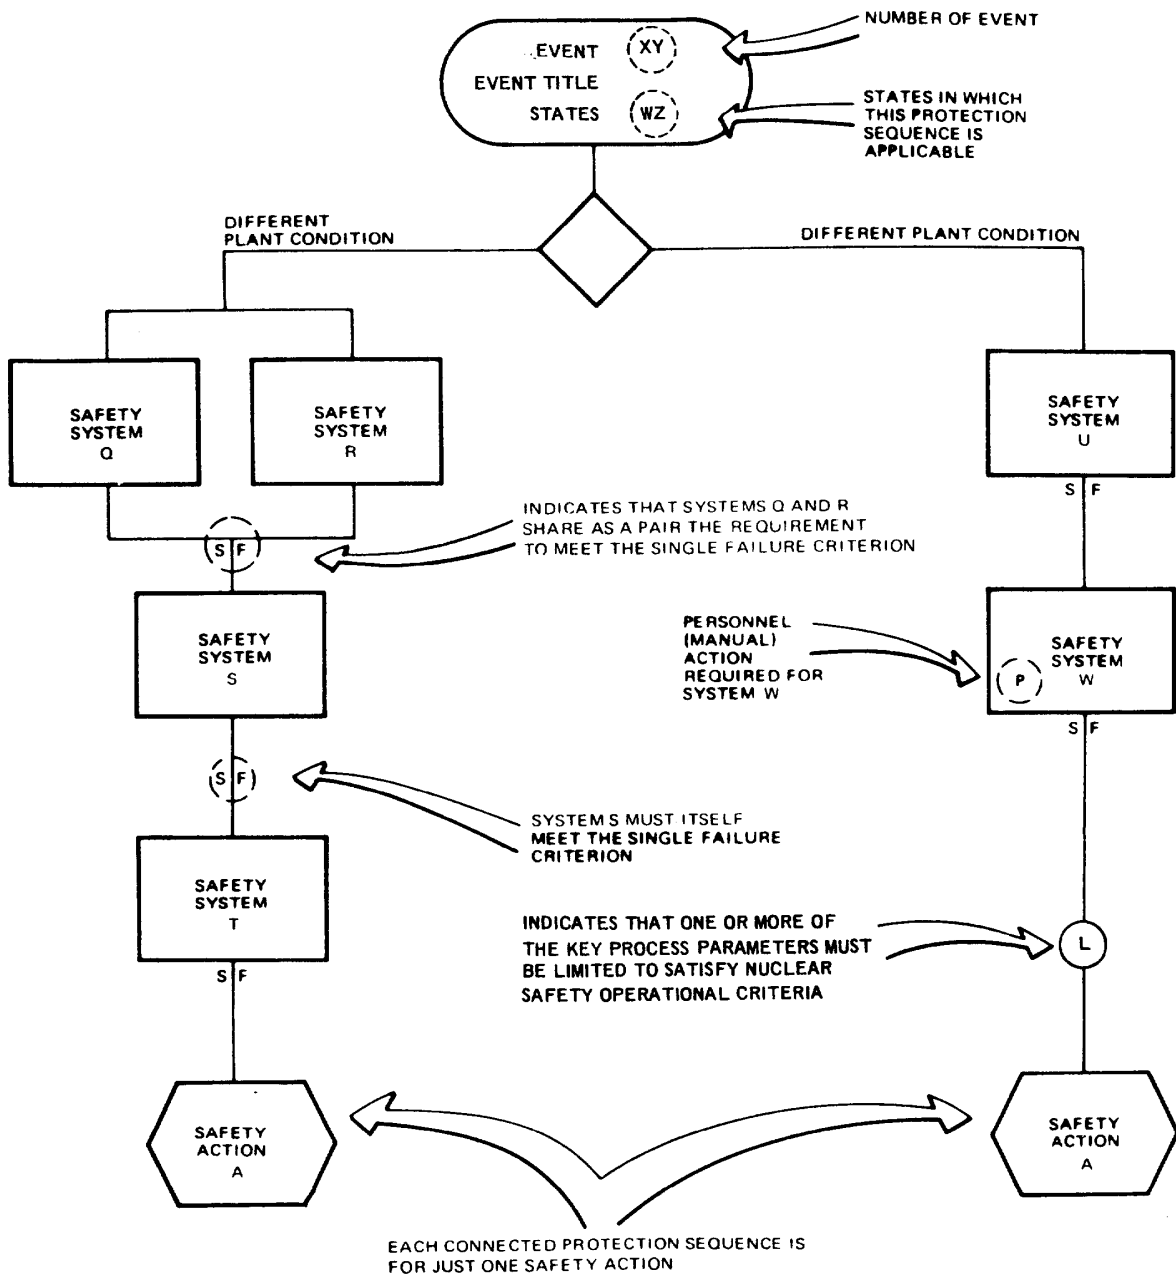 NUMBER OF EVENT
EVENT XY
EVENT TITLE
STATES WZ
STATES IN WHICH
THIS PROTECTION
SEQUENCE IS
APPLICABLE
DIFFERENT
PLANT CONDITION
DIFFERENT PLANT CONDITION
SAFETY
SYSTEM
Q
SAFETY
SYSTEM
R
SAFETY
SYSTEM
U
S F
INDICATES THAT SYSTEMS Q AND R
SHARE AS A PAIR THE REQUIREMENT
TO MEET THE SINGLE FAILURE CRITERION
S F
SAFETY
SYSTEM
S
PERSONNEL
(MANUAL)
ACTION
REQUIRED FOR
SYSTEM W
SAFETY
SYSTEM
P W
S F
S F
SYSTEM S MUST ITSELF
MEET THE SINGLE FAILURE
CRITERION
SAFETY
SYSTEM
T
S F
INDICATES THAT ONE OR MORE OF
THE KEY PROCESS PARAMETERS MUST
BE LIMITED TO SATISFY NUCLEAR
SAFETY OPERATIONAL CRITERIA
L
SAFETY
ACTION
A
SAFETY
ACTION
A
EACH CONNECTED PROTECTION SEQUENCE IS
FOR JUST ONE SAFETY ACTION